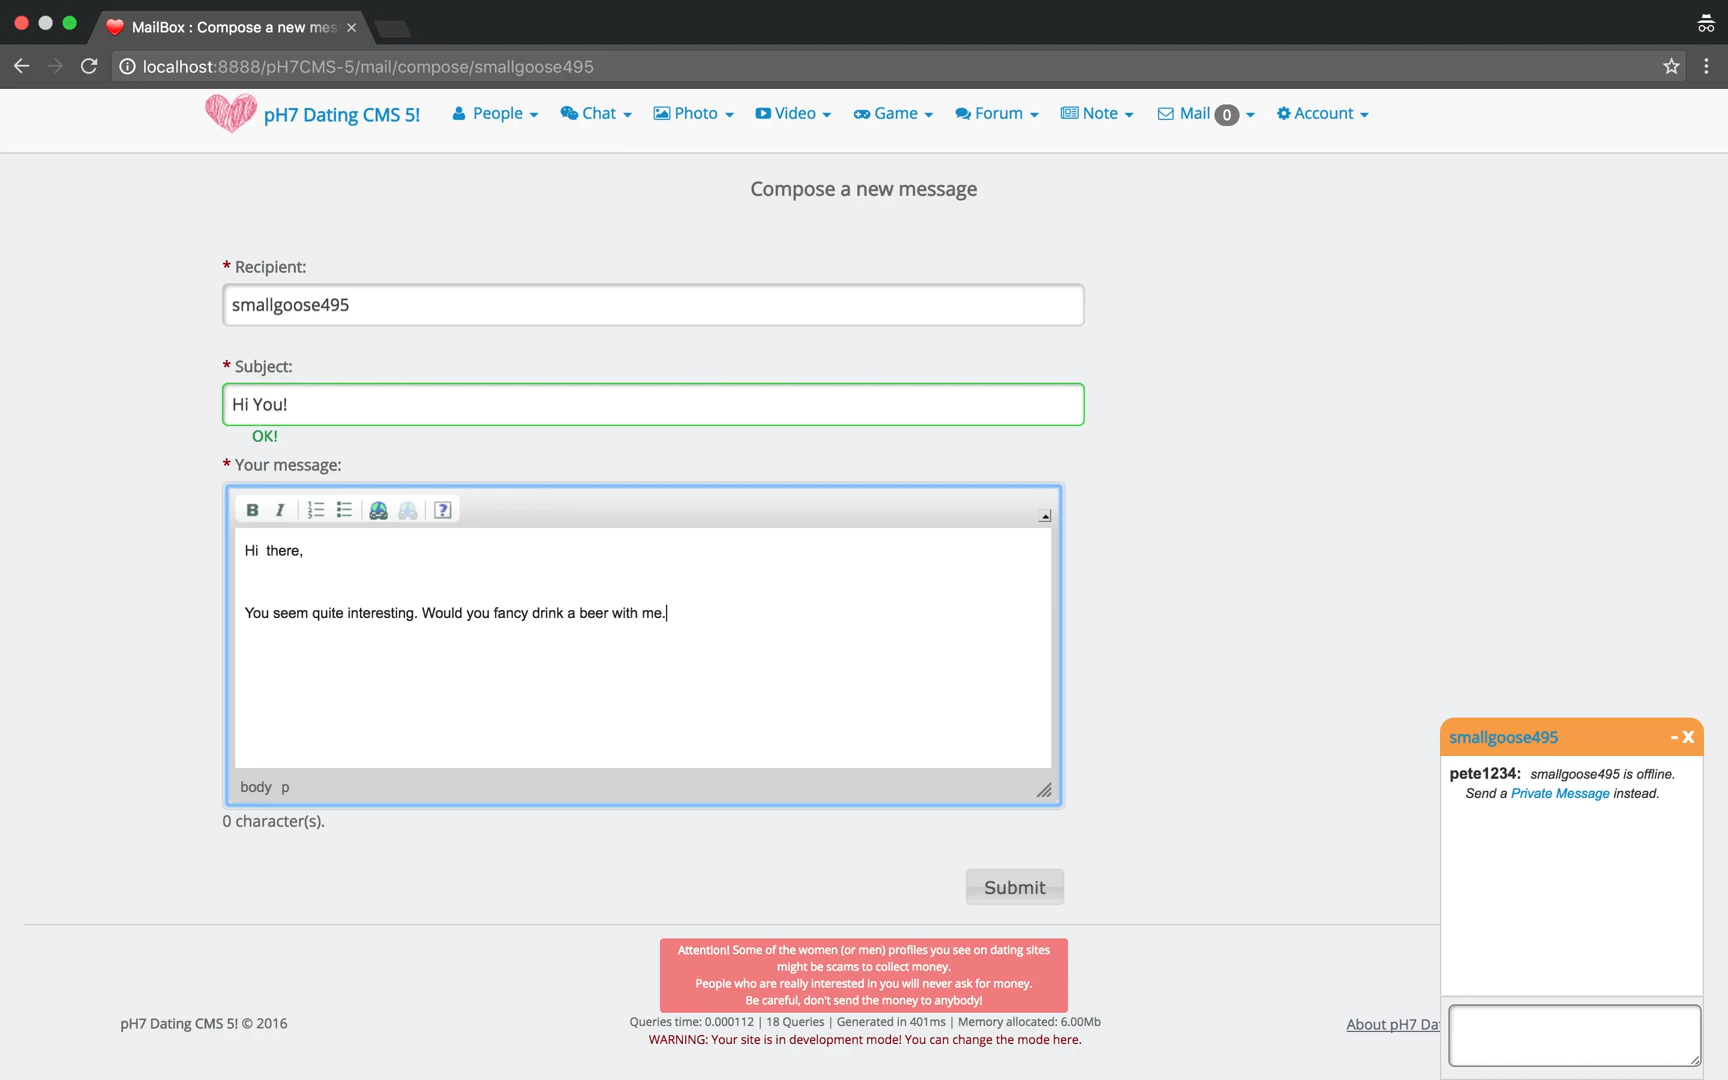 MailBox : Compose a new mes
localhost:8888/pH7CMS-5/mail/compose/smallgoose495
pH7 Dating CMS 5! People Chat Photo Video Game Forum Note Mail 0 Account
Compose a new message
* Recipient:
smallgoose495
* Subject:
Hi You!
OK!
* Your message:
B I
Hi  there,
You seem quite interesting. Would you fancy drink a beer with me.
body p
0 character(s).
Submit
smallgoose495 - x
pete1234: smallgoose495 is offline.
Send a Private Message instead.
Attention! Some of the women (or men) profiles you see on dating sites
might be scams to collect money.
People who are really interested in you will never ask for money.
Be careful, don't send the money to anybody!
pH7 Dating CMS 5! © 2016
Queries time: 0.000112 | 18 Queries | Generated in 401ms | Memory allocated: 6.00Mb
WARNING: Your site is in development mode! You can change the mode here.
About pH7 Da